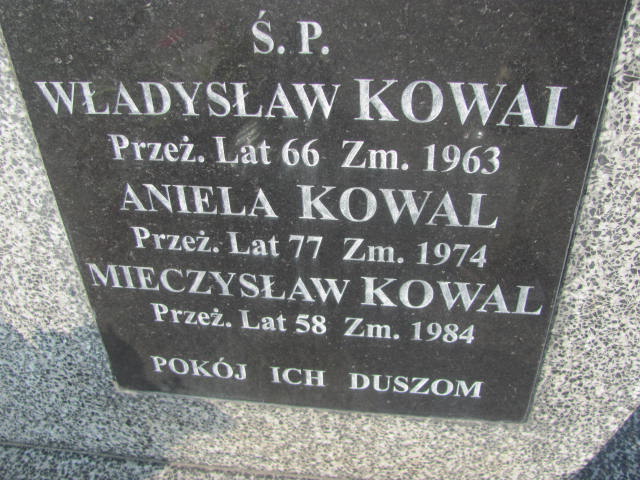 Ś. P.
WŁADYSŁAW KOWAL
Przeż. Lat 66 Zm. 1963
ANIELA KOWAL
Przeż. Lat 77 Zm. 1974
MIECZYSŁAW KOWAL
Przeż. Lat 58 Zm. 1984
POKÓJ ICH DUSZOM